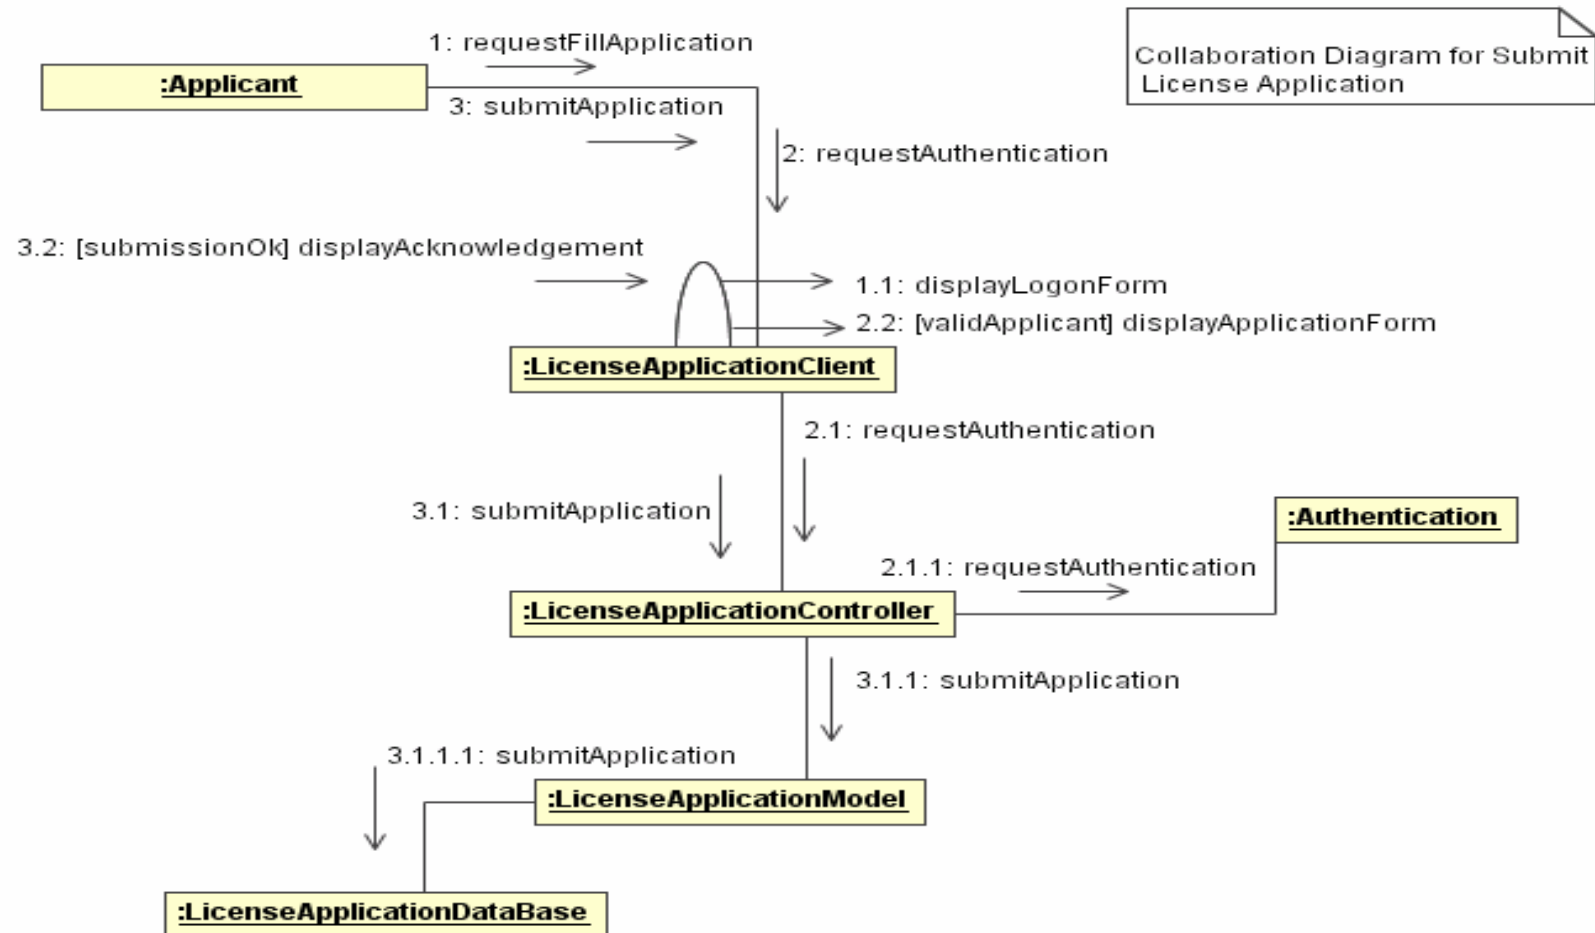 1: requestFillApplication
Collaboration Diagram for Submit
License Application
:Applicant
3: submitApplication
2: requestAuthentication
3.2: [submissionOk] displayAcknowledgement
1.1: displayLogonForm
2.2: [validApplicant] displayApplicationForm
:LicenseApplicationClient
2.1: requestAuthentication
3.1: submitApplication
:Authentication
2.1.1: requestAuthentication
:LicenseApplicationController
3.1.1: submitApplication
3.1.1.1: submitApplication
:LicenseApplicationModel
:LicenseApplicationDataBase